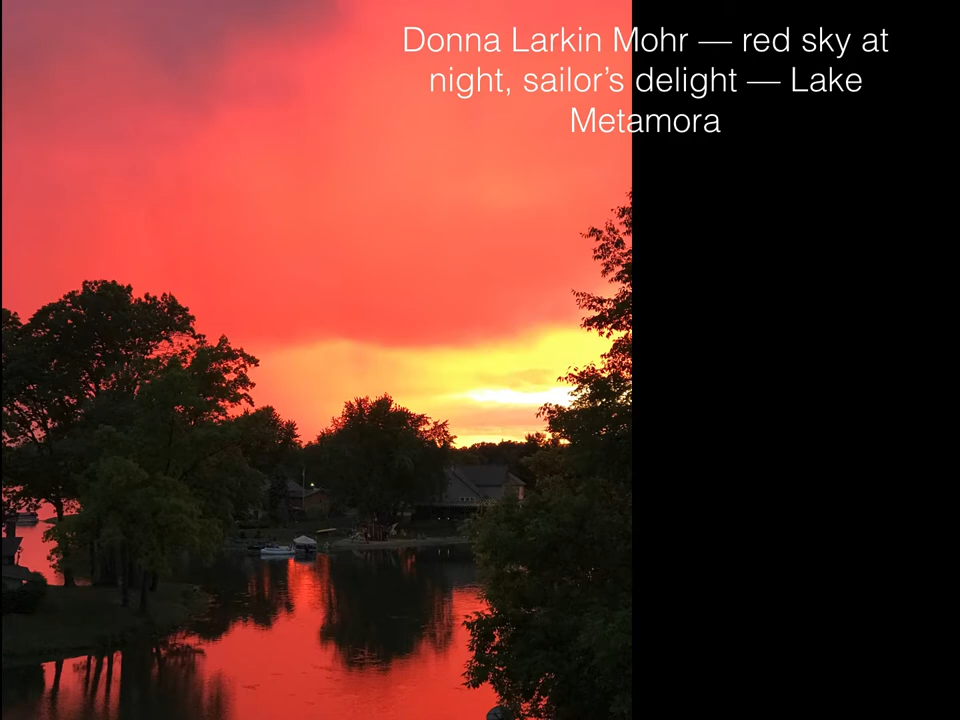 Donna Larkin Mohr — red sky at
night, sailor’s delight — Lake
Metamora